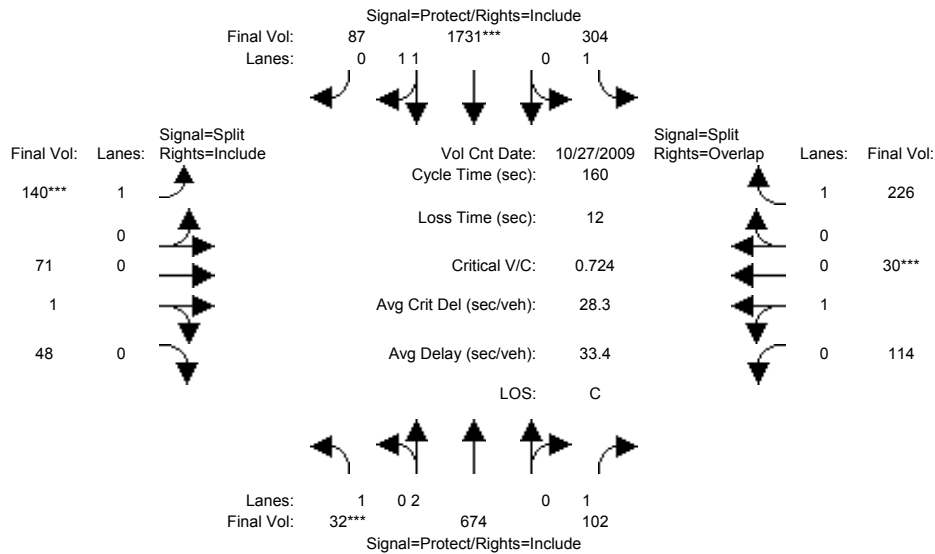 Signal=Protect/Rights=Include
Final Vol: 87 1731*** 304
Lanes: 0 1 1 0 1
Signal=Split Signal=Split
Final Vol: Lanes: Rights=Include Vol Cnt Date: 10/27/2009 Rights=Overlap Lanes: Final Vol:
Cycle Time (sec): 160
140*** 1 1 226
Loss Time (sec): 12
0 0
71 0 Critical V/C: 0.724 0 30***
1 Avg Crit Del (sec/veh): 28.3 1
48 0 Avg Delay (sec/veh): 33.4 0 114
LOS: C
Lanes: 1 0 2 0 1
Final Vol: 32*** 674 102
Signal=Protect/Rights=Include